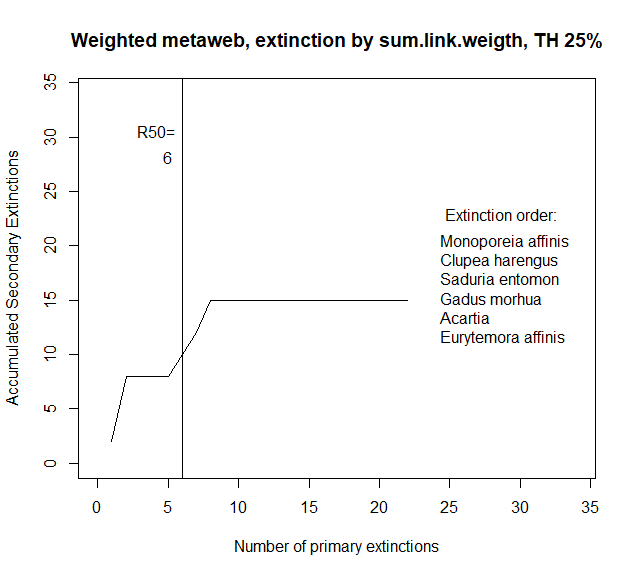 Weighted metaweb, extinction by sum.link.weigth, TH 25%
35
30
25
20
15
10
5
0
Accumulated Secondary Extinctions
R50=
6
Extinction order:
Monoporeia affinis
Clupea harengus
Saduria entomon
Gadus morhua
Acartia
Eurytemora affinis
0 5 10 15 20 25 30 35
Number of primary extinctions